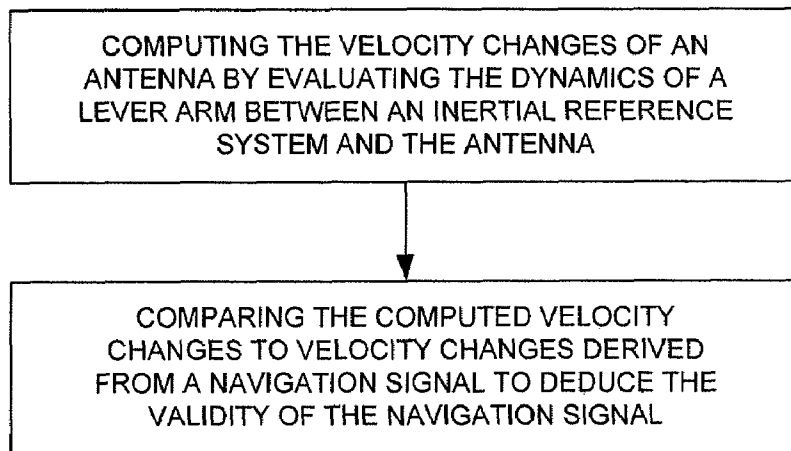 COMPUTING THE VELOCITY CHANGES OF AN
ANTENNA BY EVALUATING THE DYNAMICS OF A
LEVER ARM BETWEEN AN INERTIAL REFERENCE
SYSTEM AND THE ANTENNA
COMPARING THE COMPUTED VELOCITY
CHANGES TO VELOCITY CHANGES DERIVED
FROM A NAVIGATION SIGNAL TO DEDUCE THE
VALIDITY OF THE NAVIGATION SIGNAL